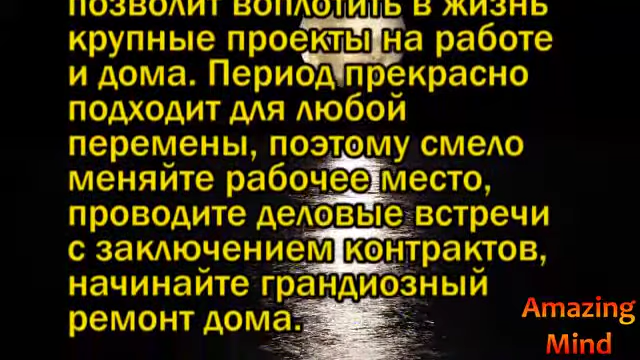 позволит воплотить в жизнь
крупные проекты на работе
и дома. Период прекрасно
подходит для любой
перемены, поэтому смело
меняйте рабочее место,
проводите деловые встречи
с заключением контрактов,
начинайте грандиозный
ремонт дома.
Amazing
Mind